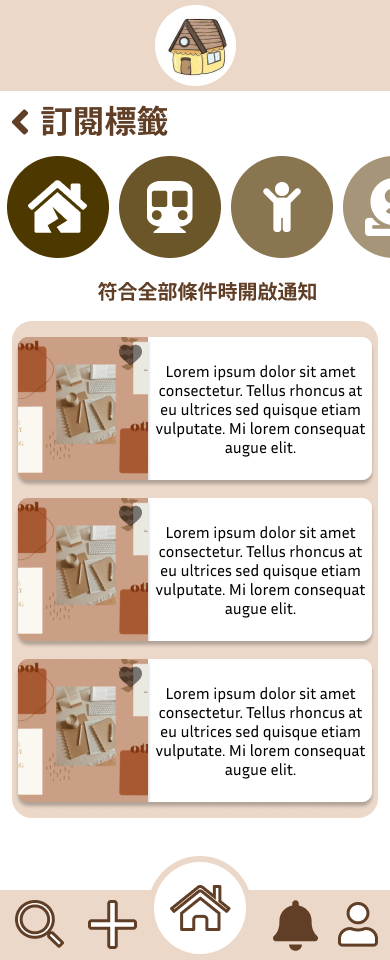 訂閱標籤
符合全部條件時開啟通知
Lorem ipsum dolor sit amet
consectetur. Tellus rhoncus at
eu ultrices sed quisque etiam
vulputate. Mi lorem consequat
augue elit.
Lorem ipsum dolor sit amet
consectetur. Tellus rhoncus at
eu ultrices sed quisque etiam
vulputate. Mi lorem consequat
augue elit.
Lorem ipsum dolor sit amet
consectetur. Tellus rhoncus at
eu ultrices sed quisque etiam
vulputate. Mi lorem consequat
augue elit.